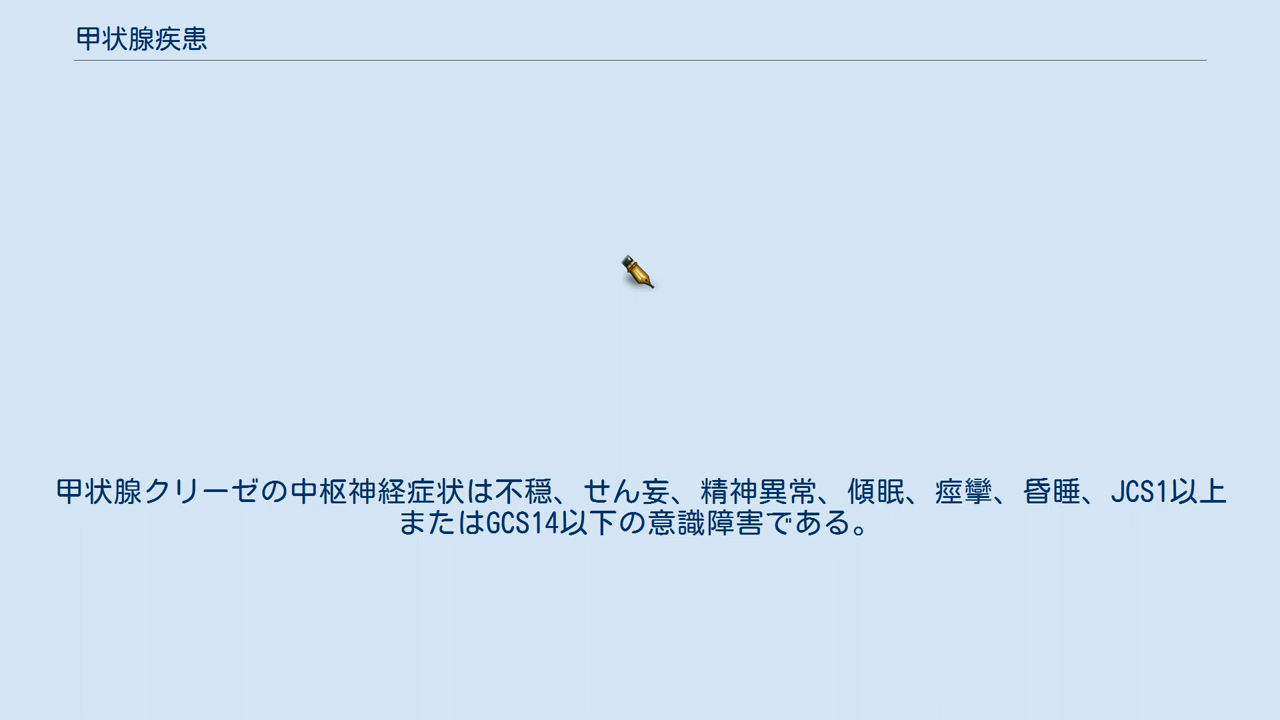 甲状腺疾患
甲状腺クリーゼの中枢神経症状は不穏、せん妄、精神異常、傾眠、痙攣、昏睡、JCS1以上
またはGCS14以下の意識障害である。